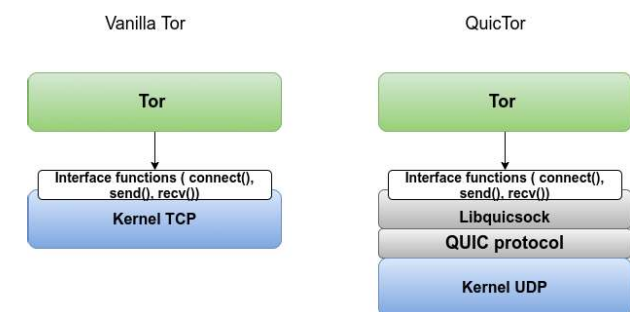 Vanilla Tor
Tor
Interface functions ( connect(),
send(), recv())
Kernel TCP
QuicTor
Tor
Interface functions ( connect(),
send(), recv())
Libquicsock
QUIC protocol
Kernel UDP